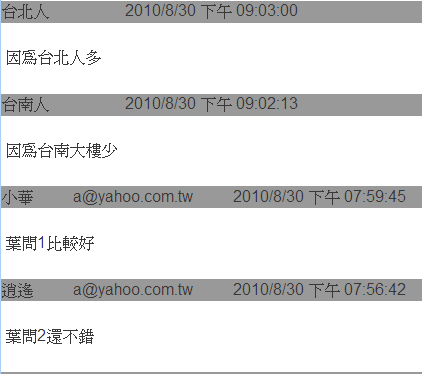 台北人 2010/8/30 下午 09:03:00
因為台北人多
台南人 2010/8/30 下午 09:02:13
因為台南大樓少
小華 a@yahoo.com.tw 2010/8/30 下午 07:59:45
葉問1比較好
逍遙 a@yahoo.com.tw 2010/8/30 下午 07:56:42
葉問2還不錯